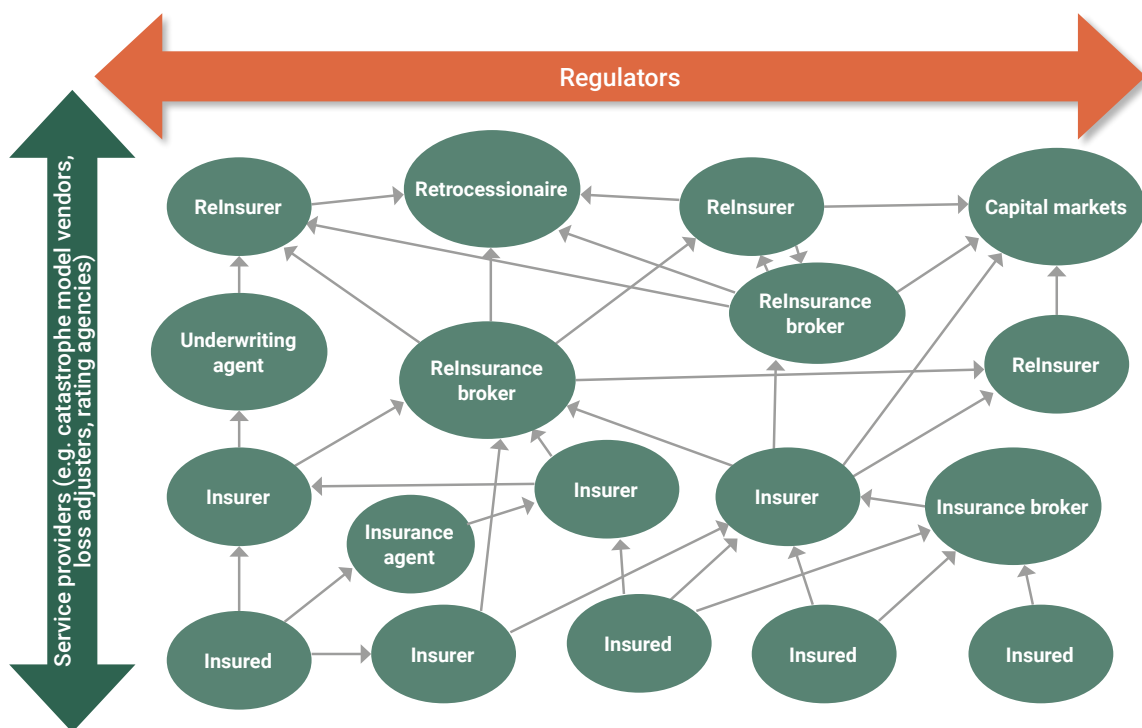 Regulators
Service providers (e.g. catastrophe model vendors,
loss adjusters, rating agencies)
ReInsurer
Retrocessionaire
ReInsurer
Capital markets
Underwriting
agent
ReInsurance
broker
ReInsurance
broker
ReInsurer
Insurer
Insurance
agent
Insurer
Insurer
Insurance broker
Insured
Insurer
Insured
Insured
Insured